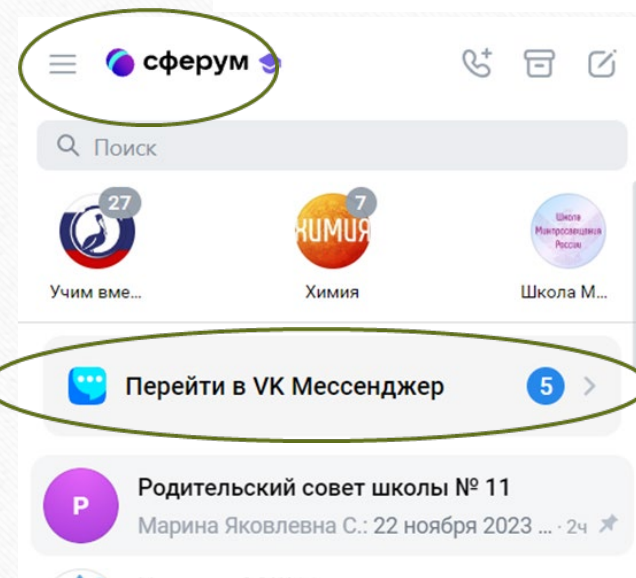 сферум
Поиск
27
7
ХИМИЯ
Школа
Минпросвещения
России
Учим вме...
Химия
Школа М...
Перейти в VK Мессенджер
5
Р
Родительский совет школы № 11
Марина Яковлевна С.: 22 ноября 2023 ... · 2ч